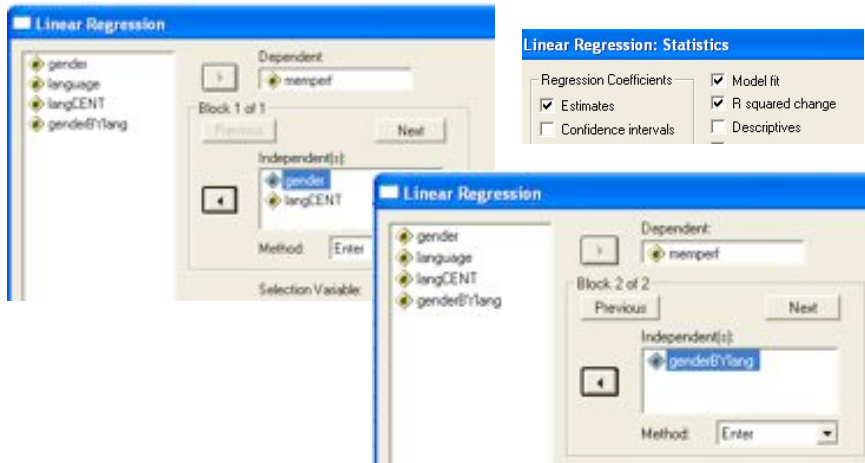 Linear Regression
gender
language
langCENT
genderBYlang
Dependent:
memperf
Block 1 of 1
Previous
Next
Independent(s):
gender
langCENT
Method:
Enter
Selection Variable:
Linear Regression: Statistics
Regression Coefficients
Estimates
Confidence intervals
Model fit
R squared change
Descriptives
Linear Regression
gender
language
langCENT
genderBYlang
Dependent:
memperf
Block 2 of 2
Previous
Next
Independent(s):
genderBYlang
Method:
Enter